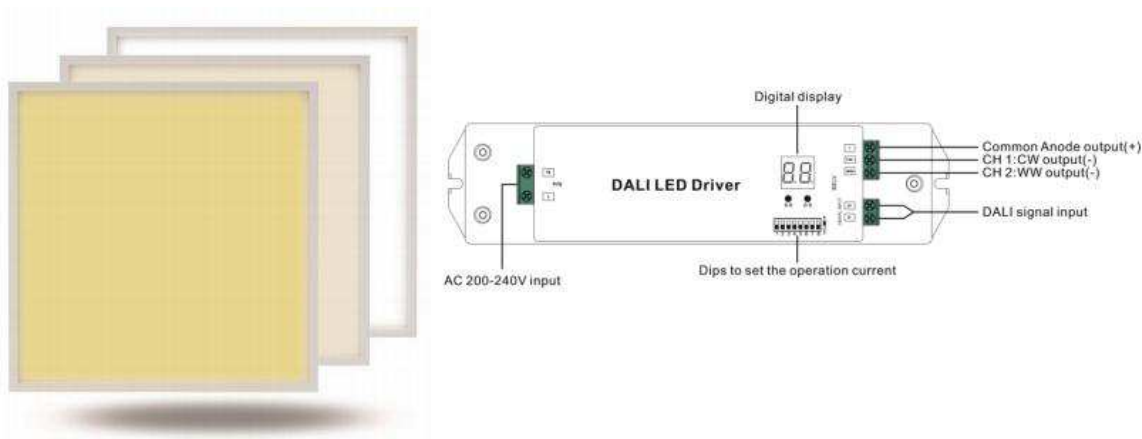 Digital display
Common Anode output(+)
CH 1:CW output(-)
CH 2:WW output(-)
DALI LED Driver
DALI signal input
Dips to set the operation current
AC 200-240V input